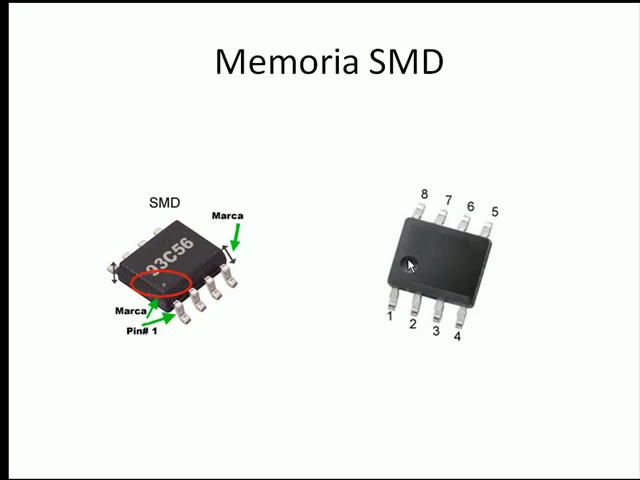 Memoria SMD
SMD
Marca
93C56
Marca
Pin# 1
8 7 6 5
1 2 3 4